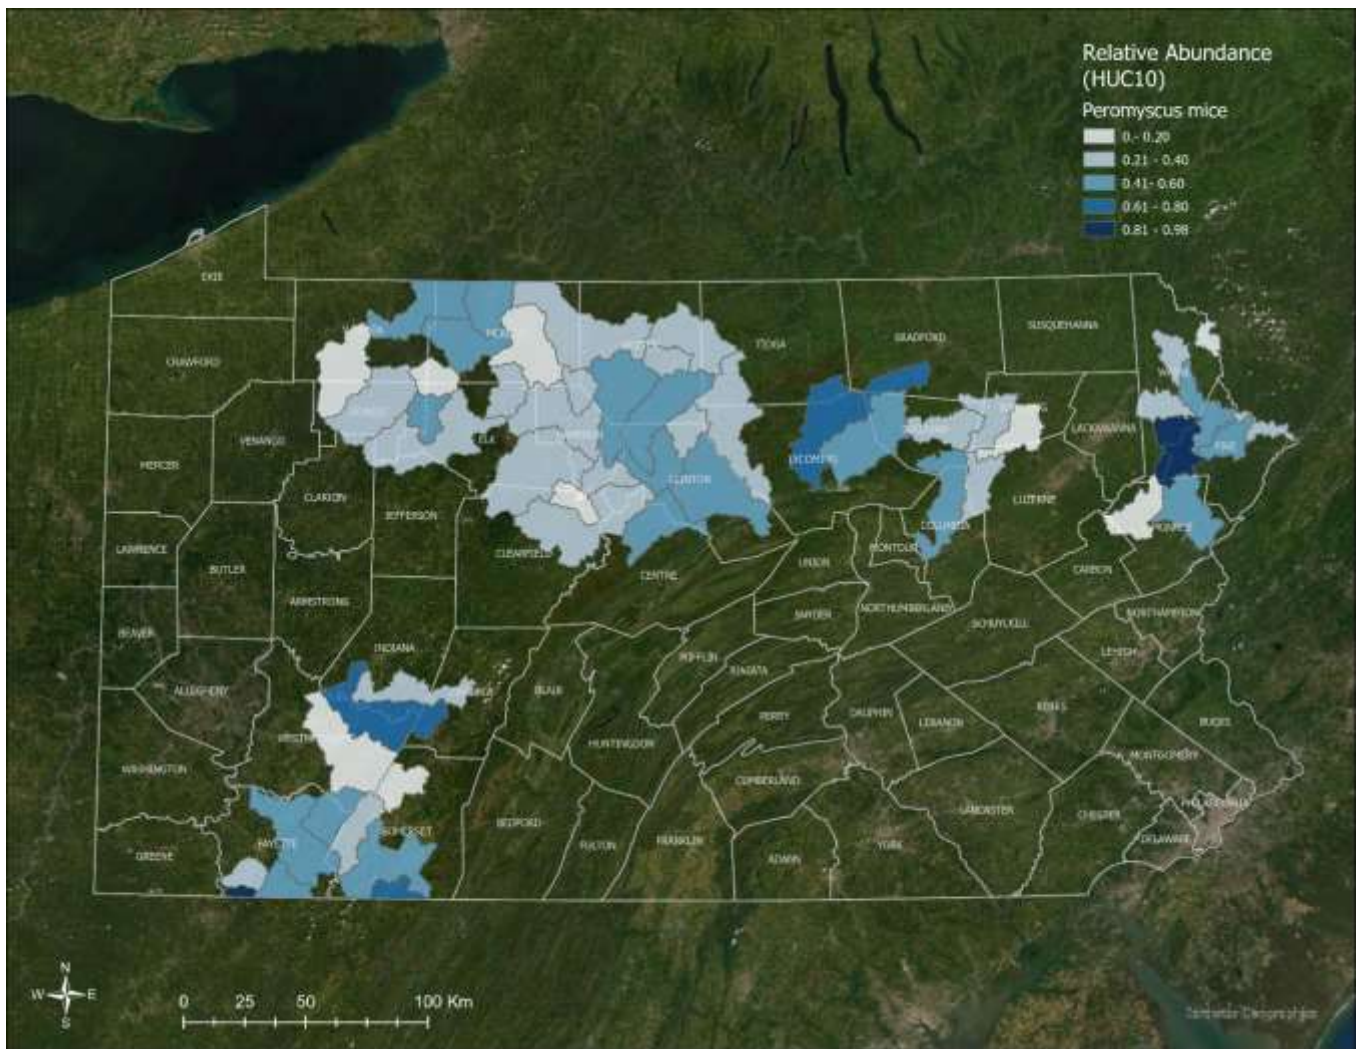 Relative Abundance
(HUC10)
Peromyscus mice
0.- 0.20
0.21 - 0.40
0.41- 0.60
0.61 - 0.80
0.81 - 0.98
ERIE
SUSQUEHANNA
BRADFORD
TIOGA
CRAWFORD
LACKAWANNA
VENANGO
ELK
PIKE
LYCOMING
MERCER
CLINTON
CLARION
LUZERNE
JEFFERSON
COLUMBIA
MONROE
LAWRENCE
CLEARFIELD
MONTOUR
UNION
CARBON
BUTLER
CENTRE
ARMSTRONG
SNYDER
NORTHUMBERLAND
NORTHAMPTON
SCHUYLKILL
BEAVER
INDIANA
LEHIGH
MIFFLIN
JUNIATA
ALLEGHENY
BLAIR
PERRY
DAUPHIN
LEBANON
BERKS
BUCKS
HUNTINGDON
MONTGOMERY
WASHINGTON
CUMBERLAND
LANCASTER
CHESTER
PHILADELPHIA
BEDFORD
SOMERSET
FAYETTE
FULTON
FRANKLIN
YORK
DELAWARE
GREENE
ADAMS
N
W E
S
0 25 50 100 Km
Earthstar Geographics